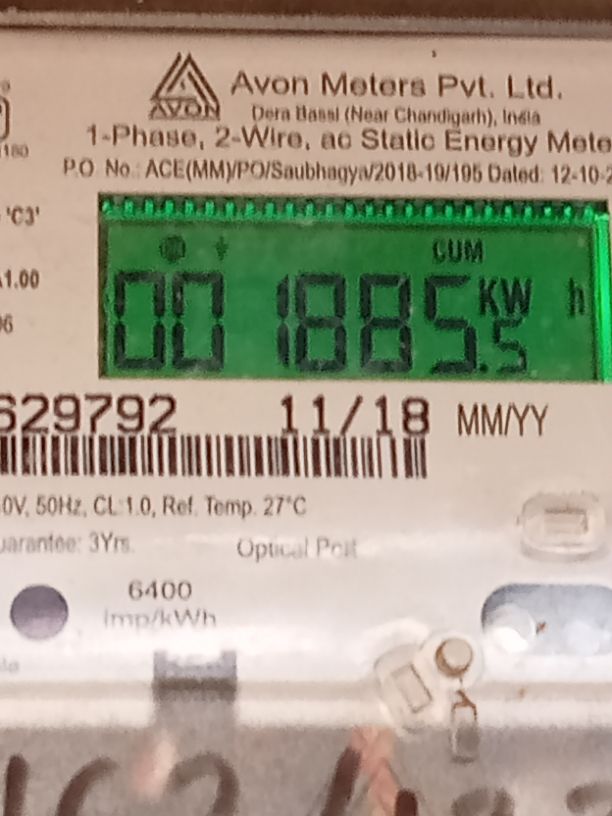 AVON
Avon Meters Pvt. Ltd.
Dera Bassi (Near Chandigarh), India
1-Phase, 2-Wire, ac Static Energy Mete
P.O No.: ACE(MM)/PO/Saubhagya/2018-19/195 Dated: 12-10-2
'C3'
1.00
CUM
001885.5 KW h
629792 11/18 MM/YY
0V, 50Hz, CL:1.0, Ref. Temp. 27°C
uarantee: 3Yrs. Optical Port
6400
imp/kWh